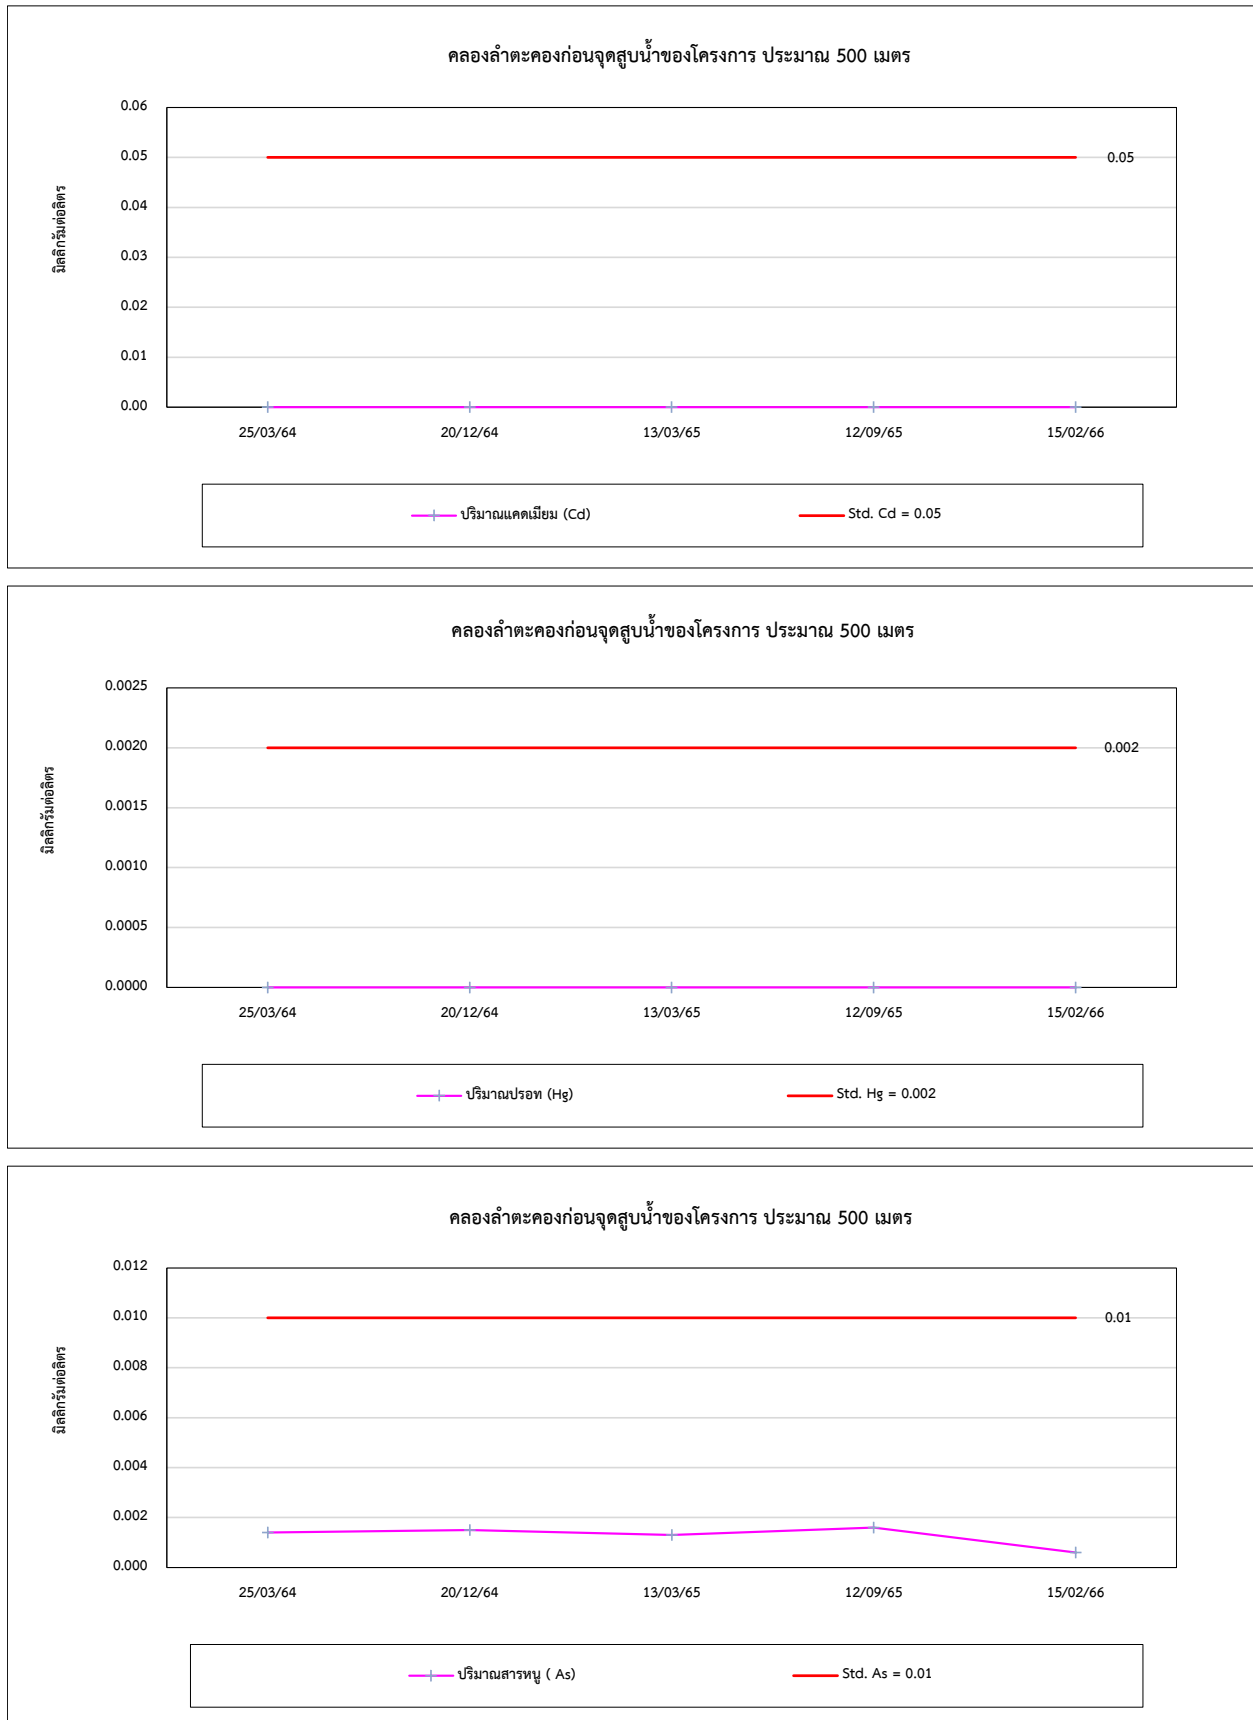 คลองลำตะคองก่อนจุดสูบน้ำของโครงการ ประมาณ 500 เมตร
มิลลิกรัมต่อลิตร
0.06
0.05
0.04
0.03
0.02
0.01
0.00
0.05
25/03/64 20/12/64 13/03/65 12/09/65 15/02/66
ปริมาณแคดเมียม (Cd) Std. Cd = 0.05
คลองลำตะคองก่อนจุดสูบน้ำของโครงการ ประมาณ 500 เมตร
มิลลิกรัมต่อลิตร
0.0025
0.0020
0.0015
0.0010
0.0005
0.0000
0.002
25/03/64 20/12/64 13/03/65 12/09/65 15/02/66
ปริมาณปรอท (Hg) Std. Hg = 0.002
คลองลำตะคองก่อนจุดสูบน้ำของโครงการ ประมาณ 500 เมตร
มิลลิกรัมต่อลิตร
0.012
0.010
0.008
0.006
0.004
0.002
0.000
0.01
25/03/64 20/12/64 13/03/65 12/09/65 15/02/66
ปริมาณสารหนู ( As) Std. As = 0.01